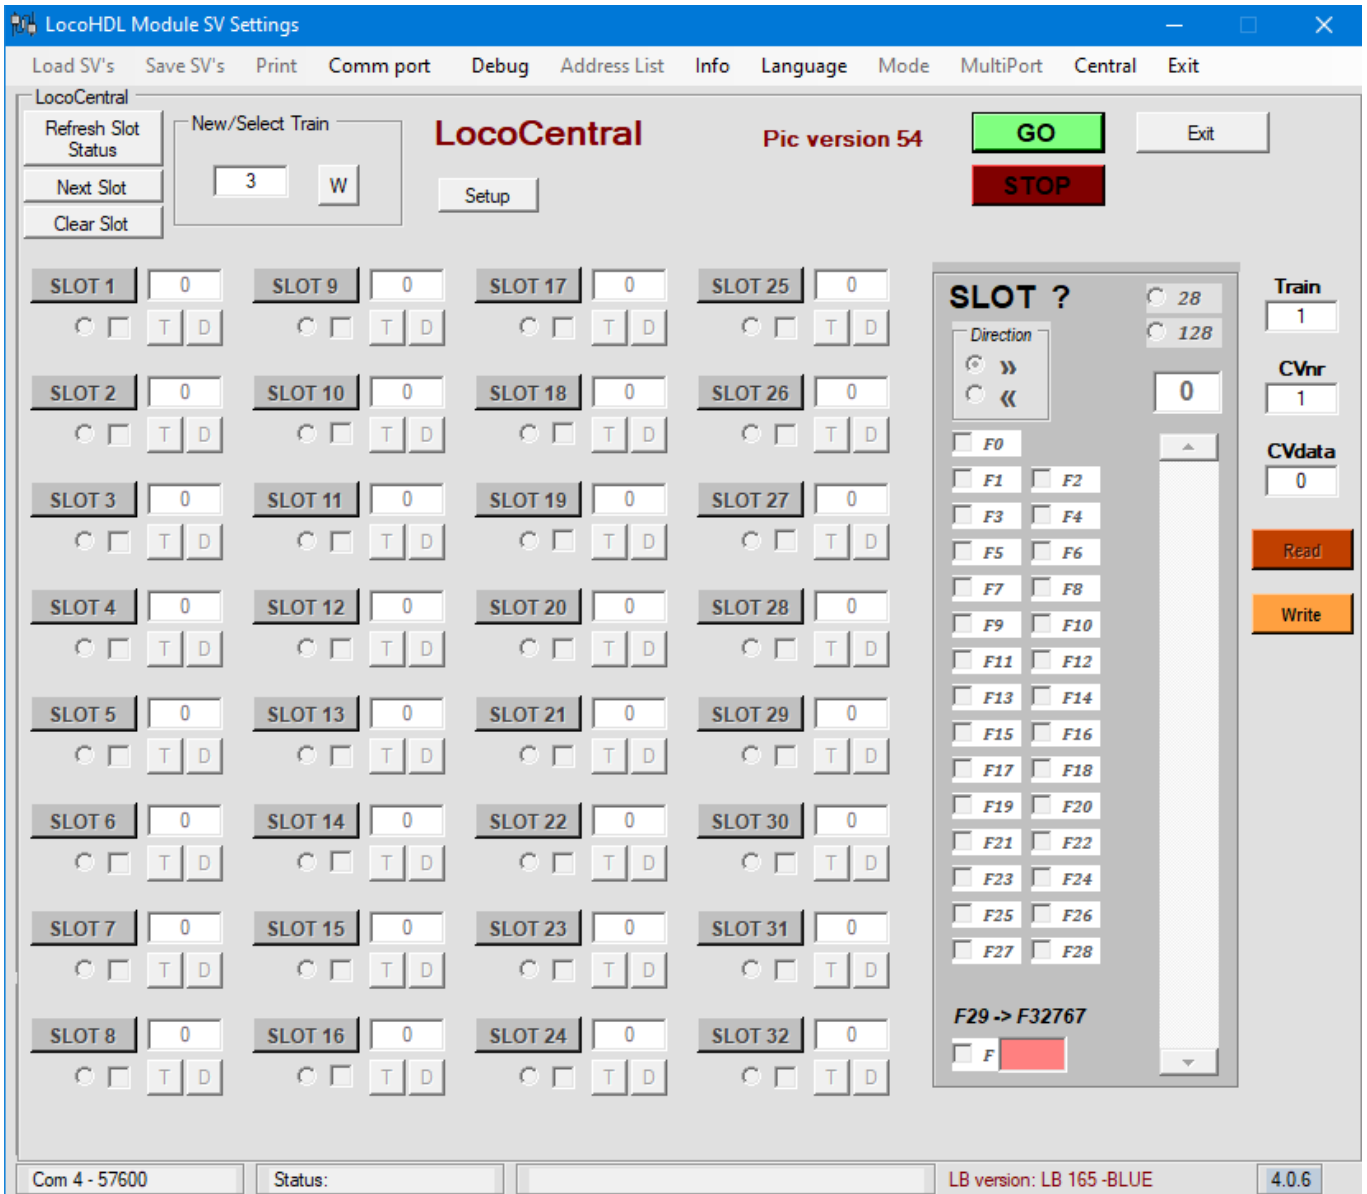 LocoHDL Module SV Settings
Load SV's Save SV's Print Comm port Debug Address List Info Language Mode MultiPort Central Exit
LocoCentral
Refresh Slot
Status
Next Slot
Clear Slot
New/Select Train
3 W
LocoCentral
Setup
Pic version 54
GO
STOP
Exit
SLOT 1 0 SLOT 9 0 SLOT 17 0 SLOT 25 0
T D T D T D T D
SLOT 2 0 SLOT 10 0 SLOT 18 0 SLOT 26 0
T D T D T D T D
SLOT 3 0 SLOT 11 0 SLOT 19 0 SLOT 27 0
T D T D T D T D
SLOT 4 0 SLOT 12 0 SLOT 20 0 SLOT 28 0
T D T D T D T D
SLOT 5 0 SLOT 13 0 SLOT 21 0 SLOT 29 0
T D T D T D T D
SLOT 6 0 SLOT 14 0 SLOT 22 0 SLOT 30 0
T D T D T D T D
SLOT 7 0 SLOT 15 0 SLOT 23 0 SLOT 31 0
T D T D T D T D
SLOT 8 0 SLOT 16 0 SLOT 24 0 SLOT 32 0
T D T D T D T D
SLOT ?
28
128
Direction
»
«
0
F0
F1 F2
F3 F4
F5 F6
F7 F8
F9 F10
F11 F12
F13 F14
F15 F16
F17 F18
F19 F20
F21 F22
F23 F24
F25 F26
F27 F28
F29 -> F32767
F
Train
1
CVnr
1
CVdata
0
Read
Write
Com 4 - 57600 Status: LB version: LB 165 -BLUE 4.0.6